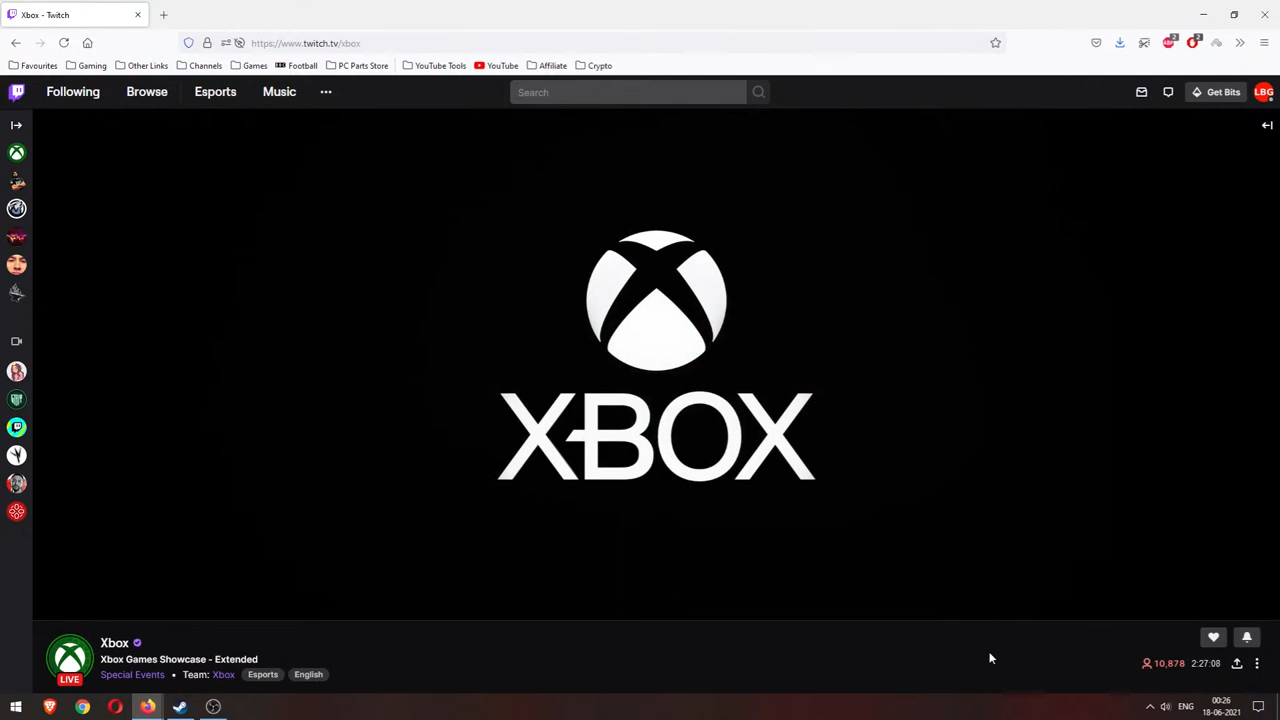 Xbox - Twitch
https://www.twitch.tv/xbox
2
2
Favourites Gaming Other Links Channels Games Football PC Parts Store YouTube Tools YouTube Affiliate Crypto
Following Browse Esports Music Search Get Bits LBG
XBOX
Xbox
Xbox Games Showcase - Extended
LIVE
Special Events • Team: Xbox Esports English
10,878 2:27:08
ENG
00:26
18-06-2021